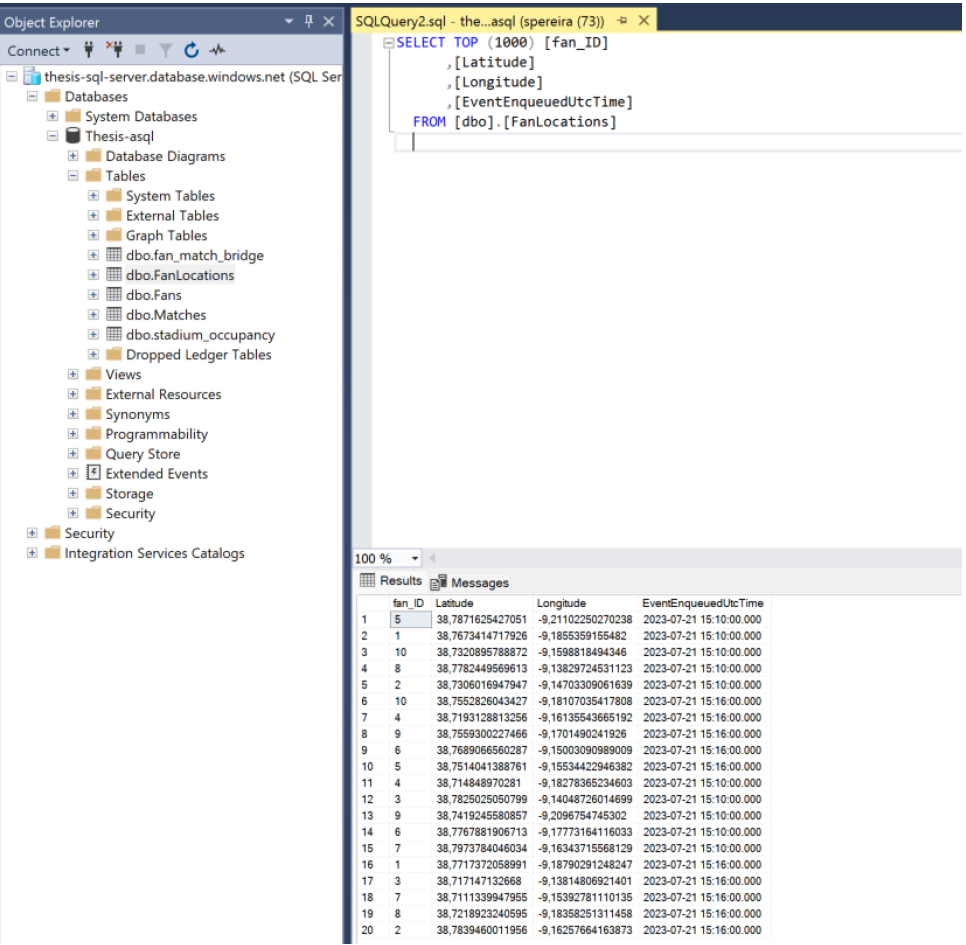 Object Explorer
Connect
thesis-sql-server.database.windows.net (SQL Ser
Databases
System Databases
Thesis-asql
Database Diagrams
Tables
System Tables
External Tables
Graph Tables
dbo.fan_match_bridge
dbo.FanLocations
dbo.Fans
dbo.Matches
dbo.stadium_occupancy
Dropped Ledger Tables
Views
External Resources
Synonyms
Programmability
Query Store
Extended Events
Storage
Security
Security
Integration Services Catalogs
SQLQuery2.sql - the...asql (spereira (73))
SELECT TOP (1000) [fan_ID]
,[Latitude]
,[Longitude]
,[EventEnqueuedUtcTime]
FROM [dbo].[FanLocations]
100 %
Results Messages
fan_ID Latitude Longitude EventEnqueuedUtcTime
1 5 38,7871625427051 -9,21102250270238 2023-07-21 15:10:00.000
2 1 38,7673414717926 -9,1855359155482 2023-07-21 15:10:00.000
3 10 38,7320895788872 -9,1598818494346 2023-07-21 15:10:00.000
4 8 38,7782449569613 -9,13829724531123 2023-07-21 15:10:00.000
5 2 38,7306016947947 -9,14703309061639 2023-07-21 15:10:00.000
6 10 38,7552826043427 -9,18107035417808 2023-07-21 15:16:00.000
7 4 38,7193128813256 -9,16135543665192 2023-07-21 15:16:00.000
8 9 38,7559300227466 -9,1701490241926 2023-07-21 15:16:00.000
9 6 38,7689066560287 -9,15003090989009 2023-07-21 15:16:00.000
10 5 38,7514041388761 -9,15534422946382 2023-07-21 15:16:00.000
11 4 38,714848970281 -9,18278365234603 2023-07-21 15:10:00.000
12 3 38,7825025050799 -9,14048726014699 2023-07-21 15:10:00.000
13 9 38,7419245580857 -9,2096754745302 2023-07-21 15:10:00.000
14 6 38,7767881906713 -9,17773164116033 2023-07-21 15:10:00.000
15 7 38,7973784046034 -9,16343715568129 2023-07-21 15:10:00.000
16 1 38,7717372058991 -9,18790291248247 2023-07-21 15:16:00.000
17 3 38,717147132668 -9,13814806921401 2023-07-21 15:16:00.000
18 7 38,7111339947955 -9,15392781110135 2023-07-21 15:16:00.000
19 8 38,7218923240595 -9,18358251311458 2023-07-21 15:16:00.000
20 2 38,7839460011956 -9,16257664163873 2023-07-21 15:16:00.000